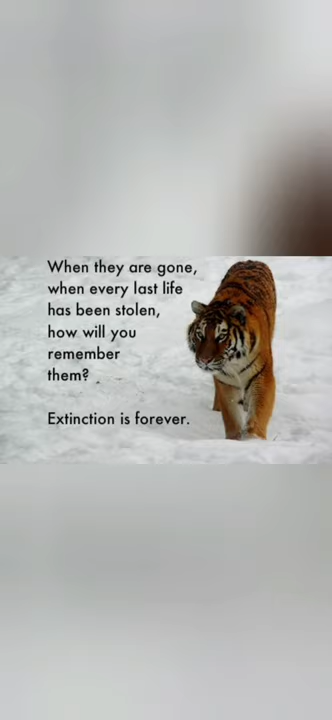 When they are gone,
when every last life
has been stolen,
how will you
remember
them?
Extinction is forever.